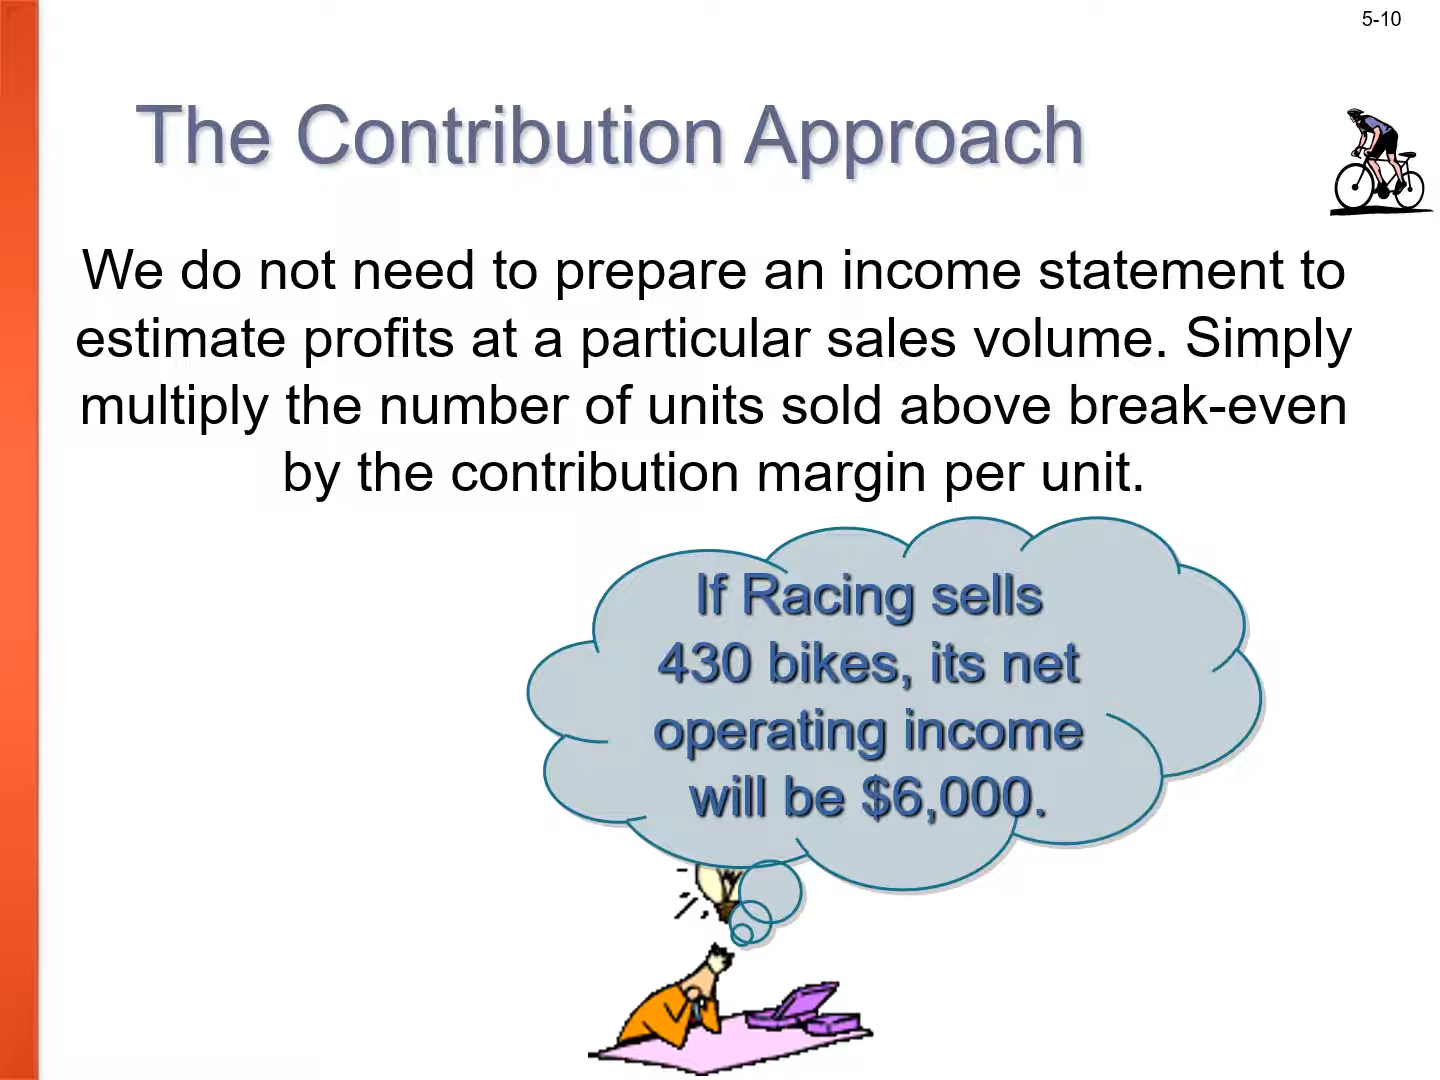 5-10
The Contribution Approach
We do not need to prepare an income statement to
estimate profits at a particular sales volume. Simply
multiply the number of units sold above break-even
by the contribution margin per unit.
If Racing sells
430 bikes, its net
operating income
will be $6,000.